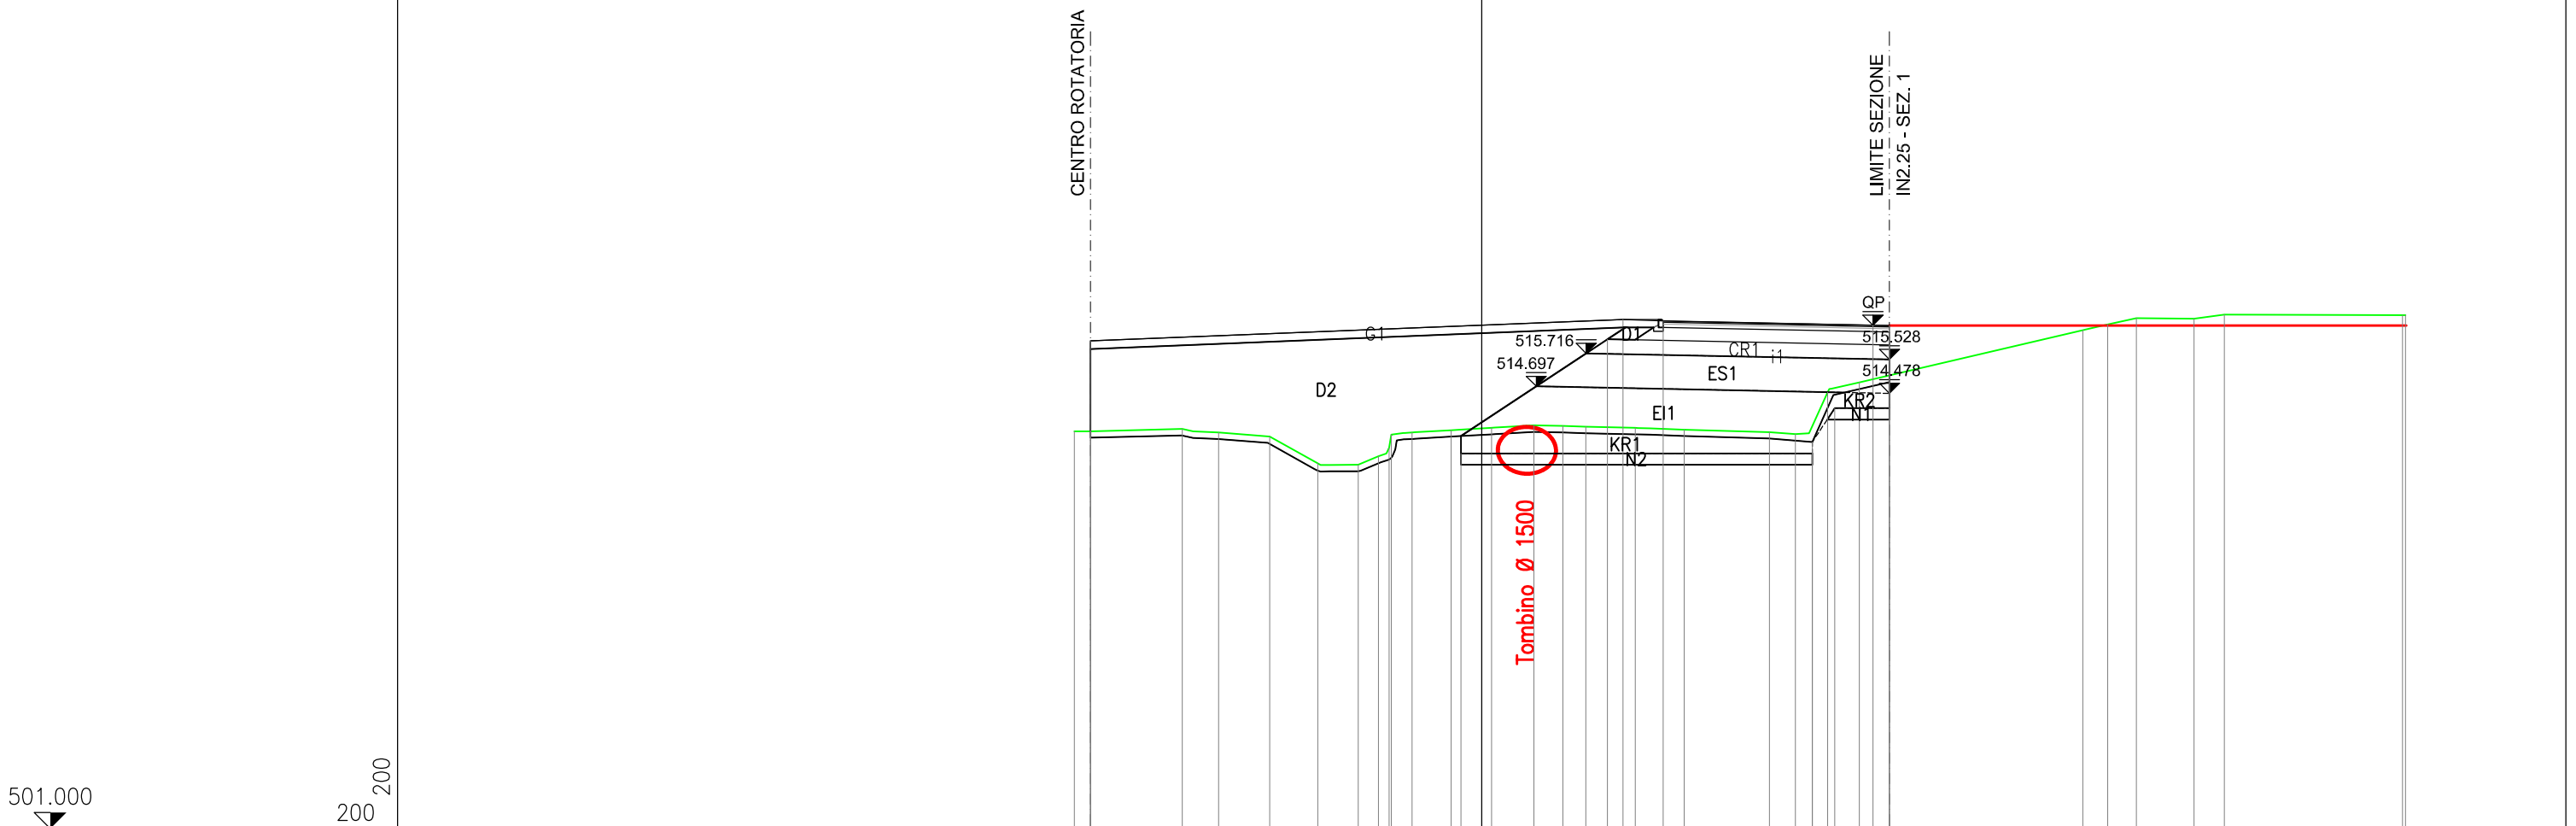 CENTRO ROTATORIA
LIMITE SEZIONE
IN2.25 - SEZ. 1
QP
G1
D1
515.528
515.716
CR1
i1
514.697
ES1
514.478
D2
KR2
EI1
N1
KR1
N2
Tombino Ø 1500
200
501.000
200